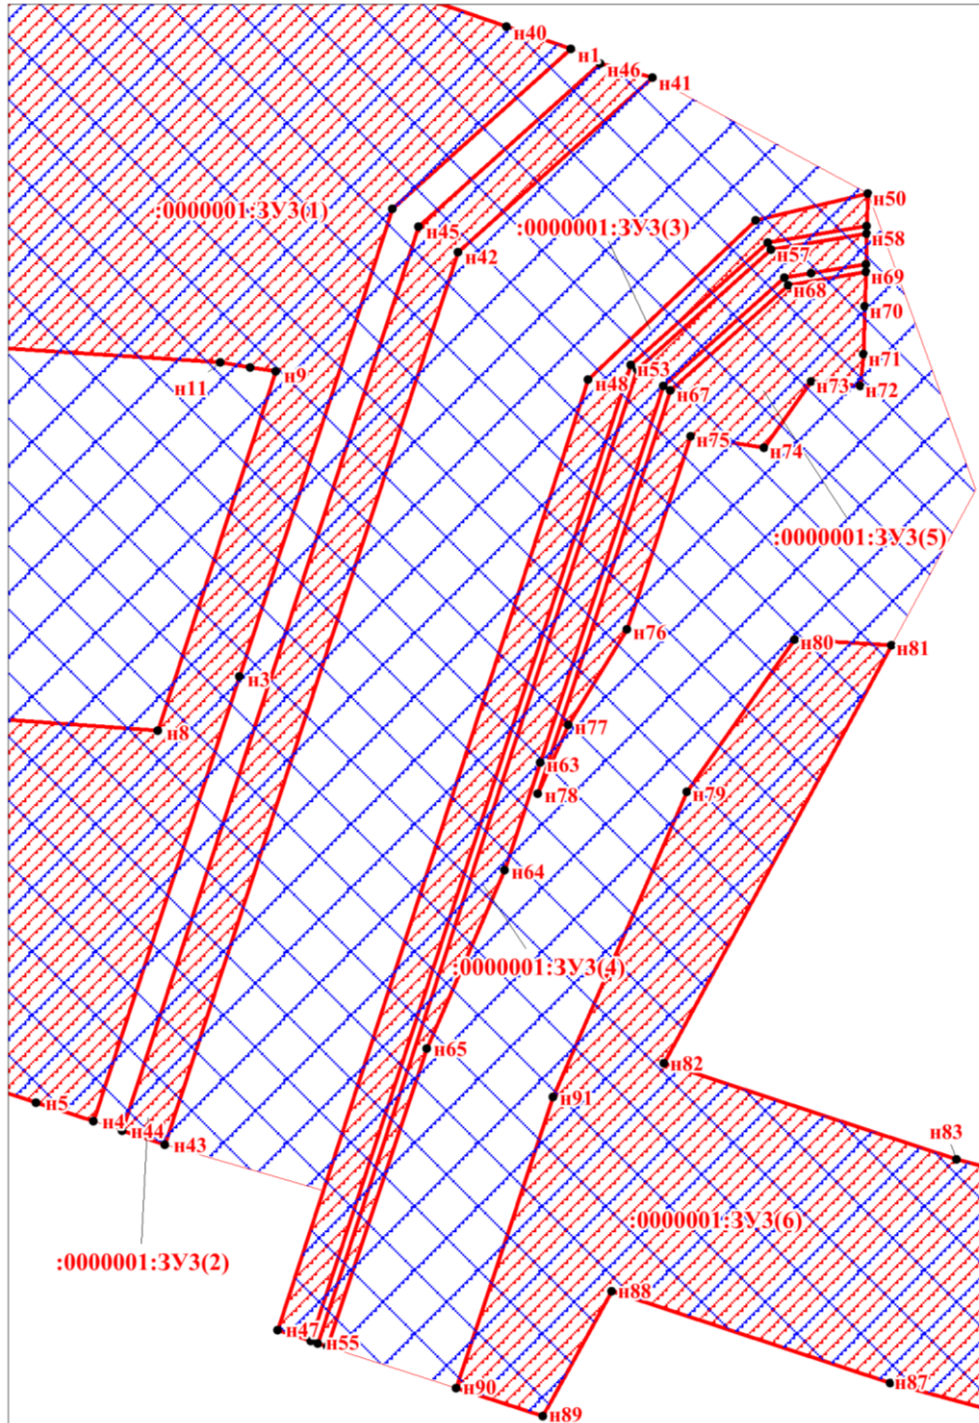 н40
н1
н46
н41
н50
:0000001:ЗУ3(1)
:0000001:ЗУ3(3)
н45
н58
н57
н42
н69
н68
н70
н11
н9
н48
н53
н71
н67
н73
н72
н75
н74
:0000001:ЗУ3(5)
н76
н80
н81
н3
н8
н77
н63
н78
н79
н64
:0000001:ЗУ3(4)
н65
н82
н5
н91
н4
н44
н43
н83
:0000001:ЗУ3(6)
:0000001:ЗУ3(2)
н88
н47
н55
н90
н87
н89